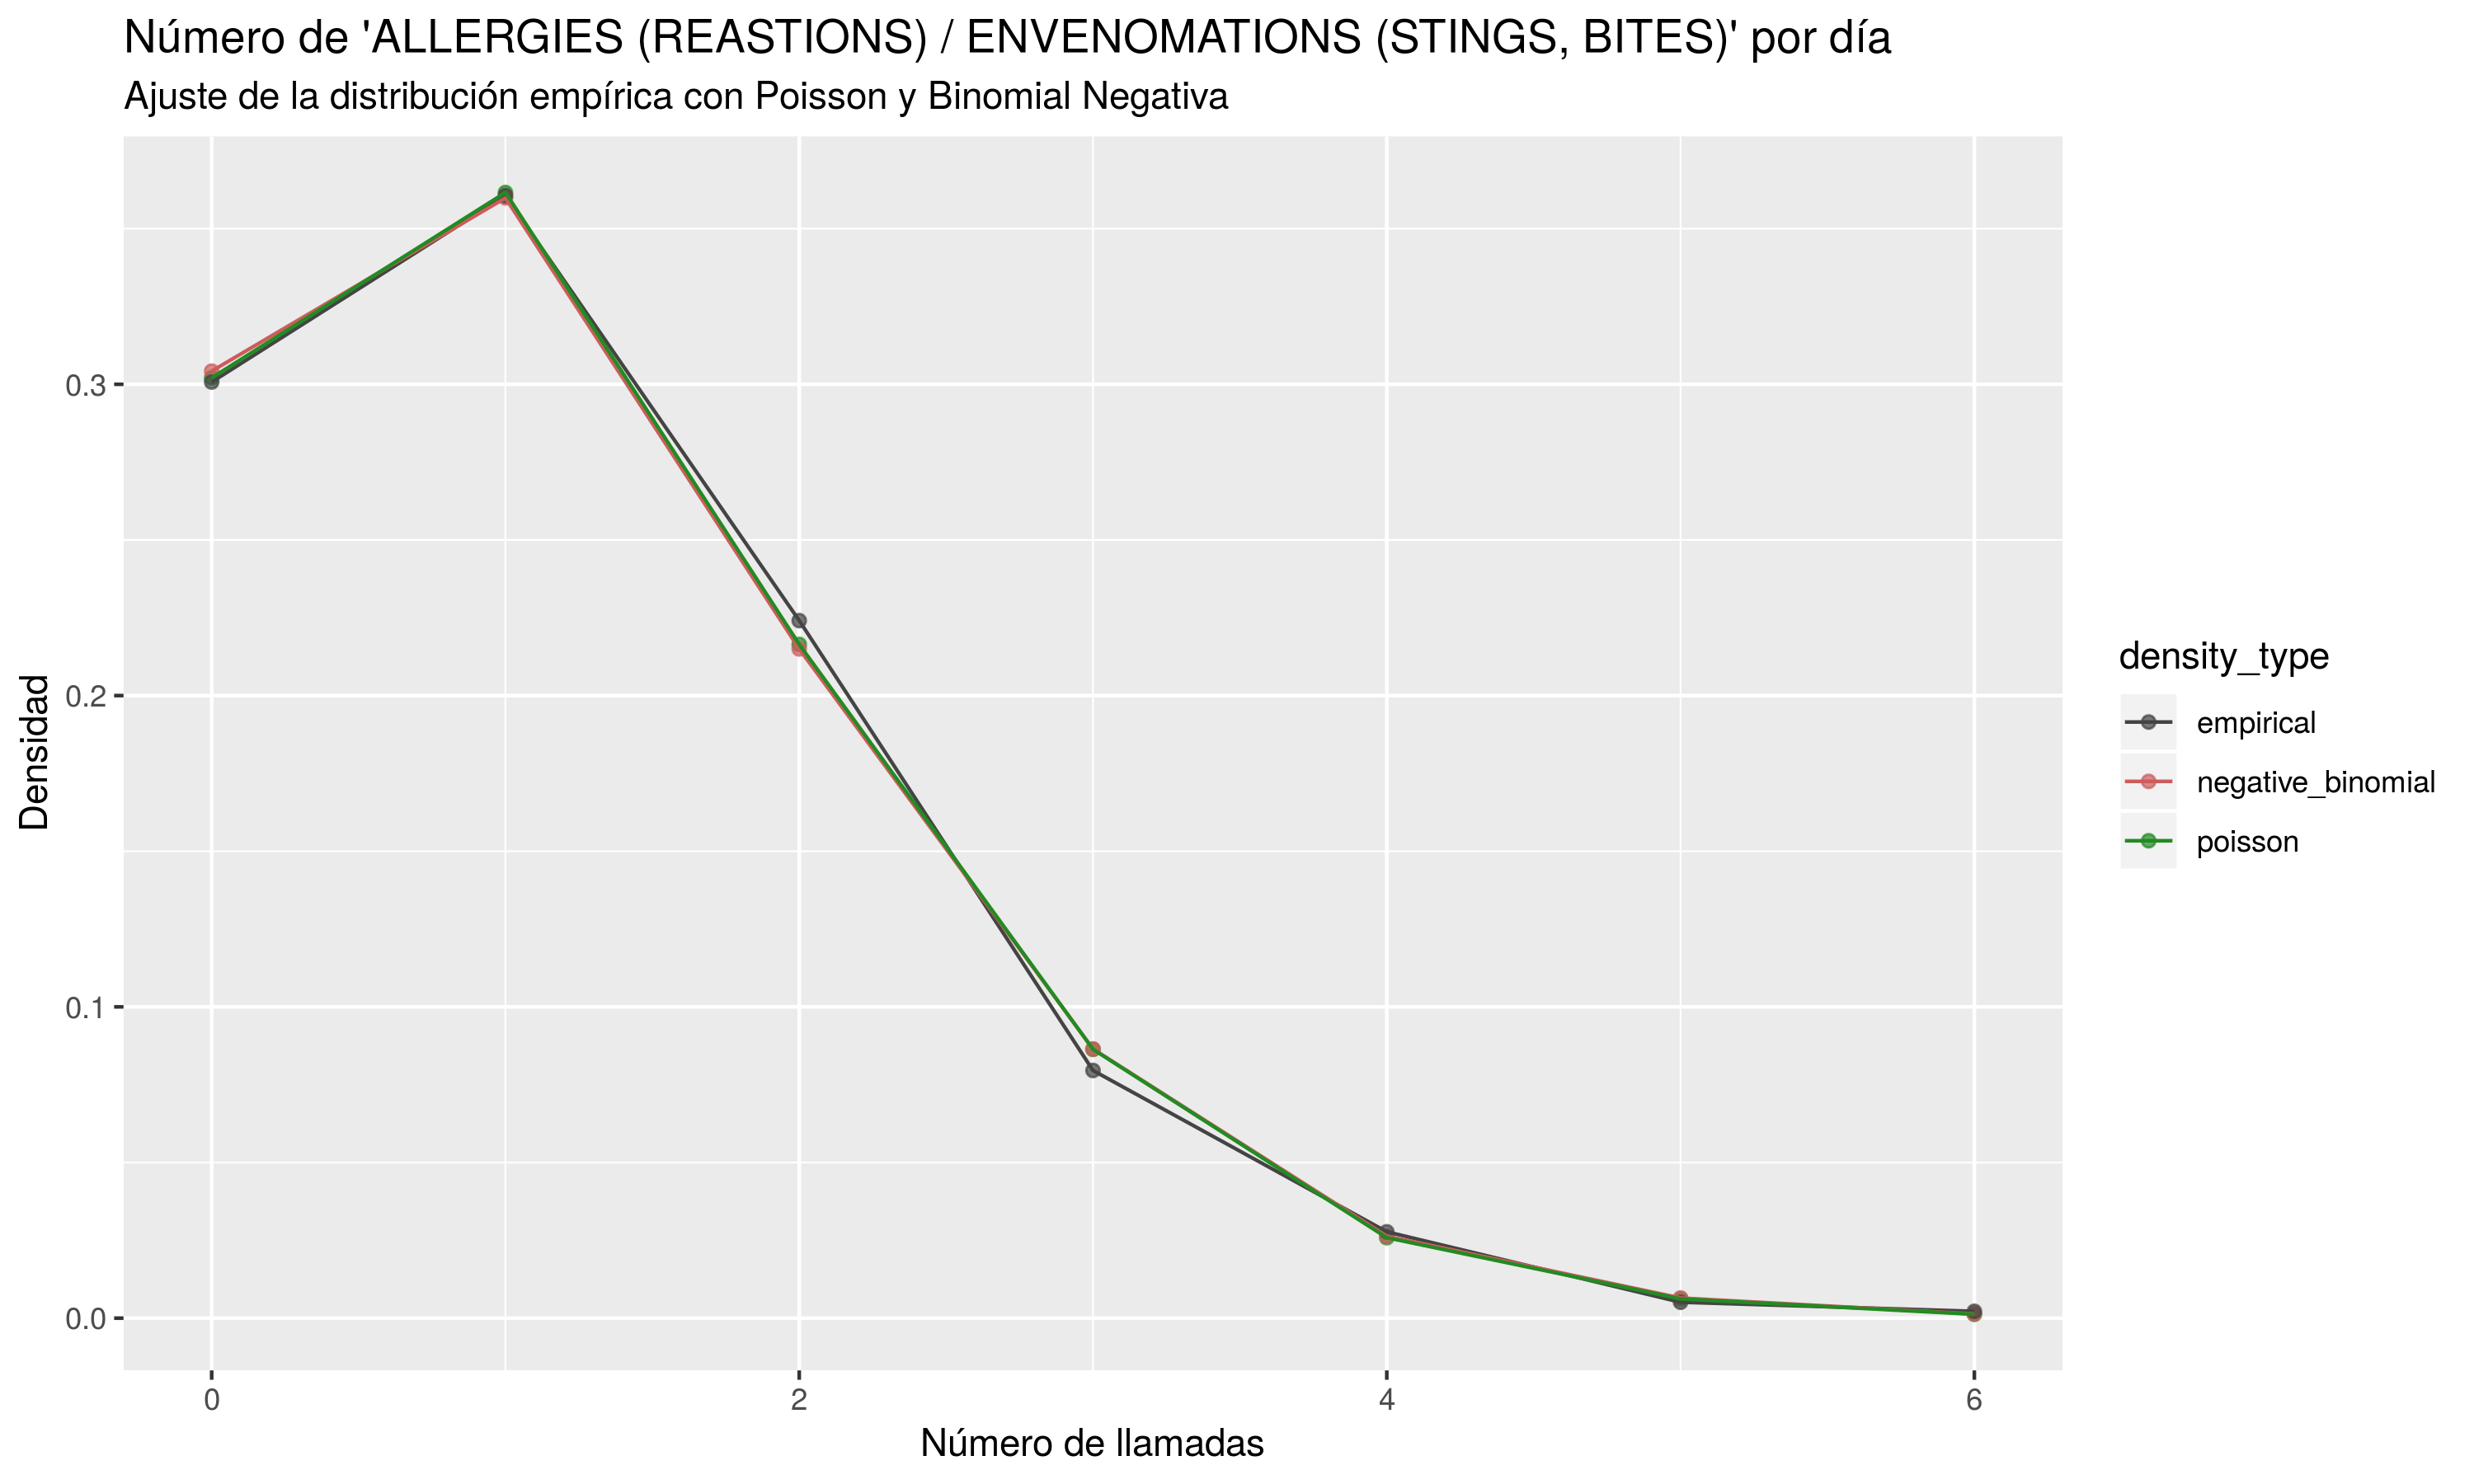 Número de 'ALLERGIES (REASTIONS) / ENVENOMATIONS (STINGS, BITES)' por día
Ajuste de la distribución empírica con Poisson y Binomial Negativa
Densidad
0.3
0.2
0.1
0.0
0 2 4 6
Número de llamadas
density_type
empirical
negative_binomial
poisson